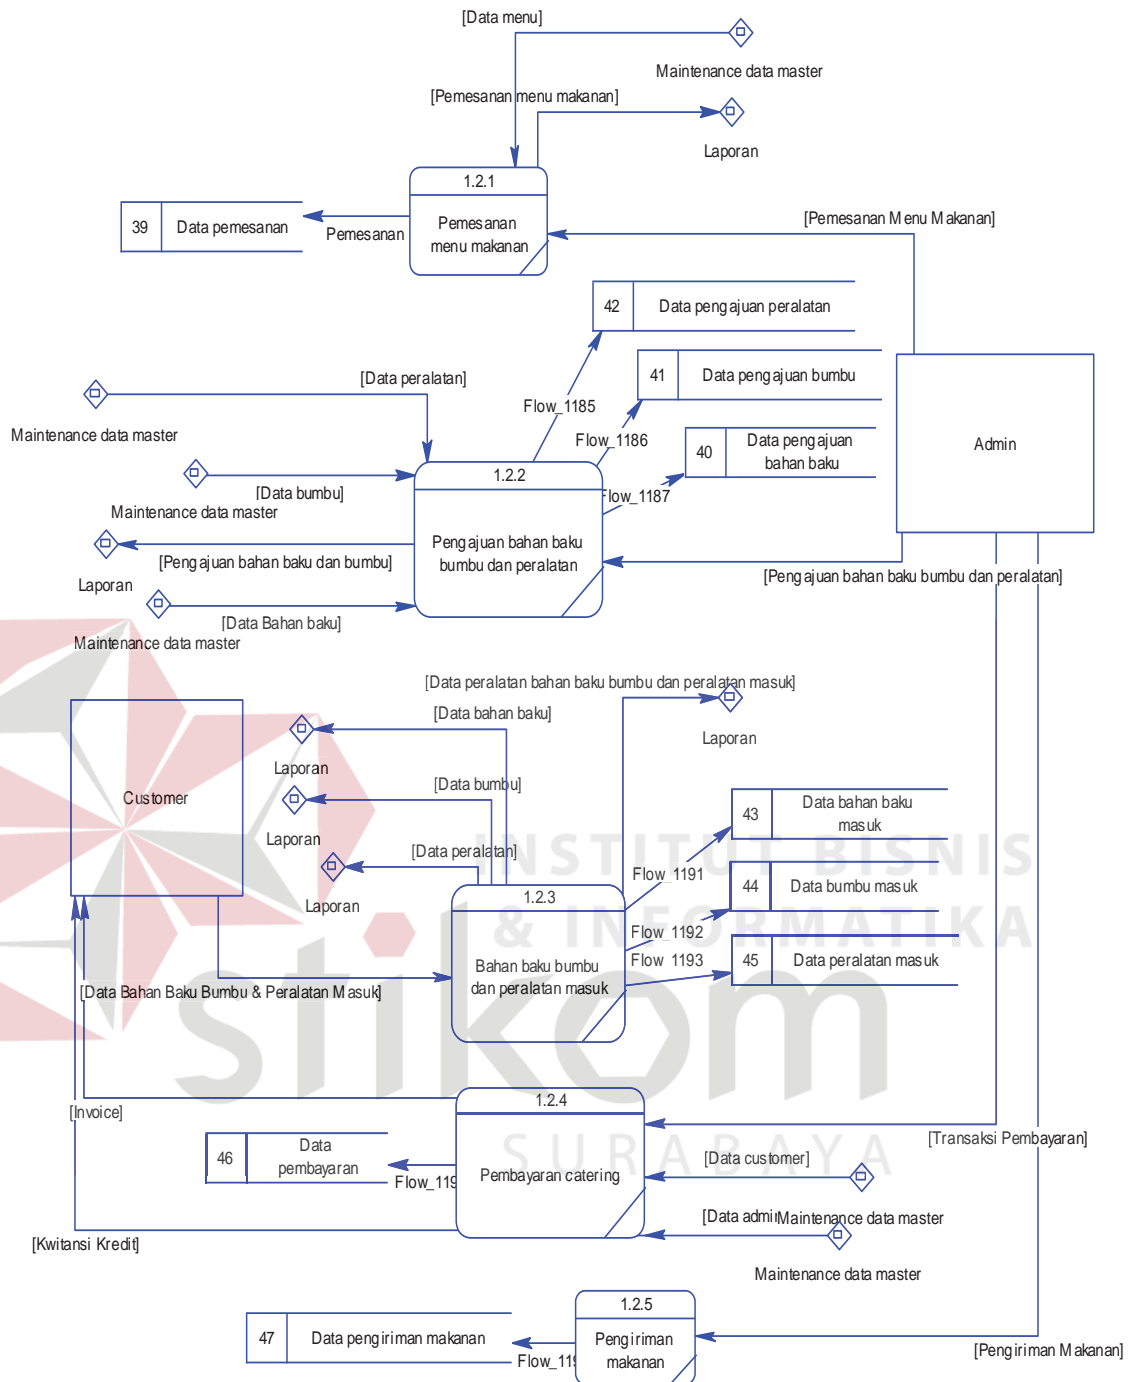 [Data menu]
Maintenance data master
[Pemesanan menu makanan]
Laporan
1.2.1
Pemesanan
menu makanan
39
Data pemesanan
Pemesanan
[Pemesanan Menu Makanan]
42
Data pengajuan peralatan
41
Data pengajuan bumbu
40
Data pengajuan
bahan baku
Admin
[Data peralatan]
Maintenance data master
Flow_1185
Flow_1186
Flow_1187
1.2.2
Pengajuan bahan baku
bumbu dan peralatan
[Data bumbu]
Maintenance data master
[Pengajuan bahan baku dan bumbu]
Laporan
[Data Bahan baku]
Maintenance data master
[Pengajuan bahan baku bumbu dan peralatan]
[Data peralatan bahan baku bumbu dan peralatan masuk]
Laporan
[Data bahan baku]
Laporan
Customer
[Data bumbu]
Laporan
[Data peralatan]
Laporan
43
Data bahan baku
masuk
44
Data bumbu masuk
45
Data peralatan masuk
Flow_1191
Flow_1192
Flow_1193
1.2.3
Bahan baku bumbu
dan peralatan masuk
[Data Bahan Baku Bumbu & Peralatan Masuk]
INSTITUT BISNIS
& INFORMATIKA
stikom
SURABAYA
[Invoice]
1.2.4
Pembayaran catering
[Transaksi Pembayaran]
46
Data
pembayaran
Flow_119
[Data customer]
Maintenance data master
[Data admin
Maintenance data master
[Kwitansi Kredit]
1.2.5
Pengiriman
makanan
47
Data pengiriman makanan
Flow_119
[Pengiriman Makanan]